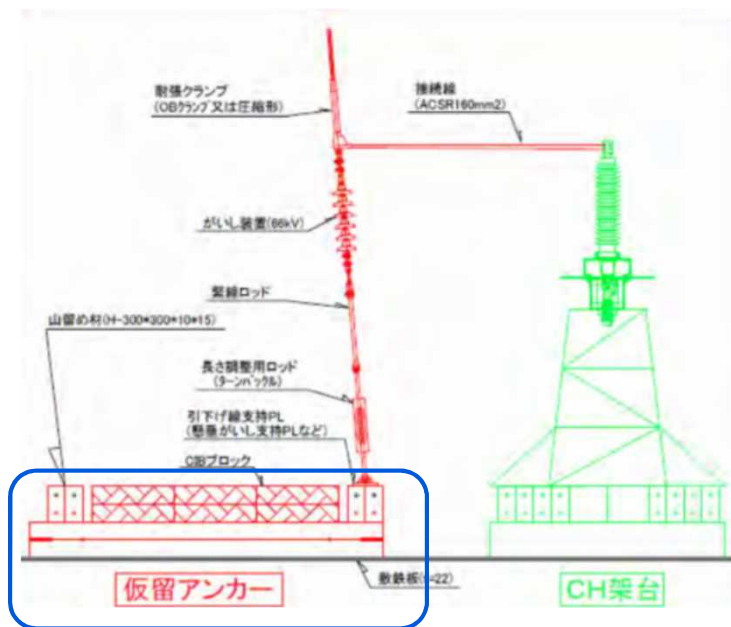 耐張クランプ
(OBクランプ又は圧縮形)
接続線
(ACSR160mm2)
がいし装置(66kV)
緊線ロッド
山留め材(H-300*300*10*15)
長さ調整用ロッド
(ターンバックル)
引下げ線支持PL
(懸垂がいし支持PLなど)
ブロック
敷鉄板(t=22)
仮留アンカー
CH架台